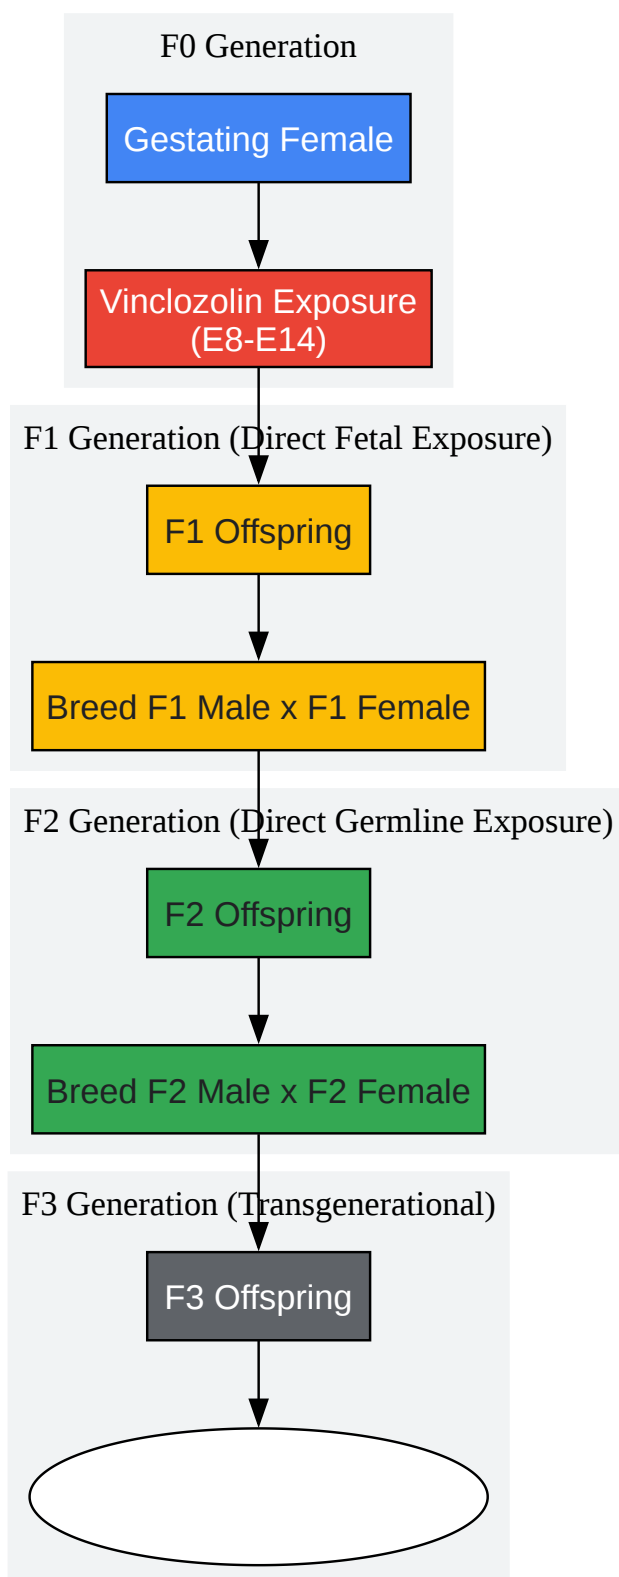 F0 Generation
Gestating Female
Vinclozolin Exposure
(E8-E14)
F1 Generation (Direct Fetal Exposure)
F1 Offspring
Breed F1 Male x F1 Female
F2 Generation (Direct Germline Exposure)
F2 Offspring
Breed F2 Male x F2 Female
F3 Generation (Transgenerational)
F3 Offspring